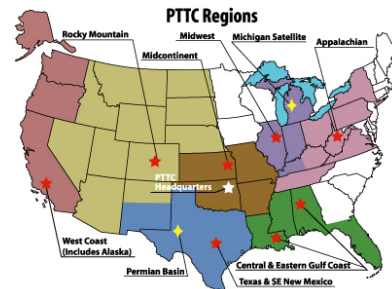 PTTC Regions
Rocky Mountain
Midwest
Michigan Satellite
Midcontinent
Appalachian
PTTC
Headquarters
West Coast
(Includes Alaska)
Permian Basin
Central & Eastern Gulf Coast
Texas & SE New Mexico